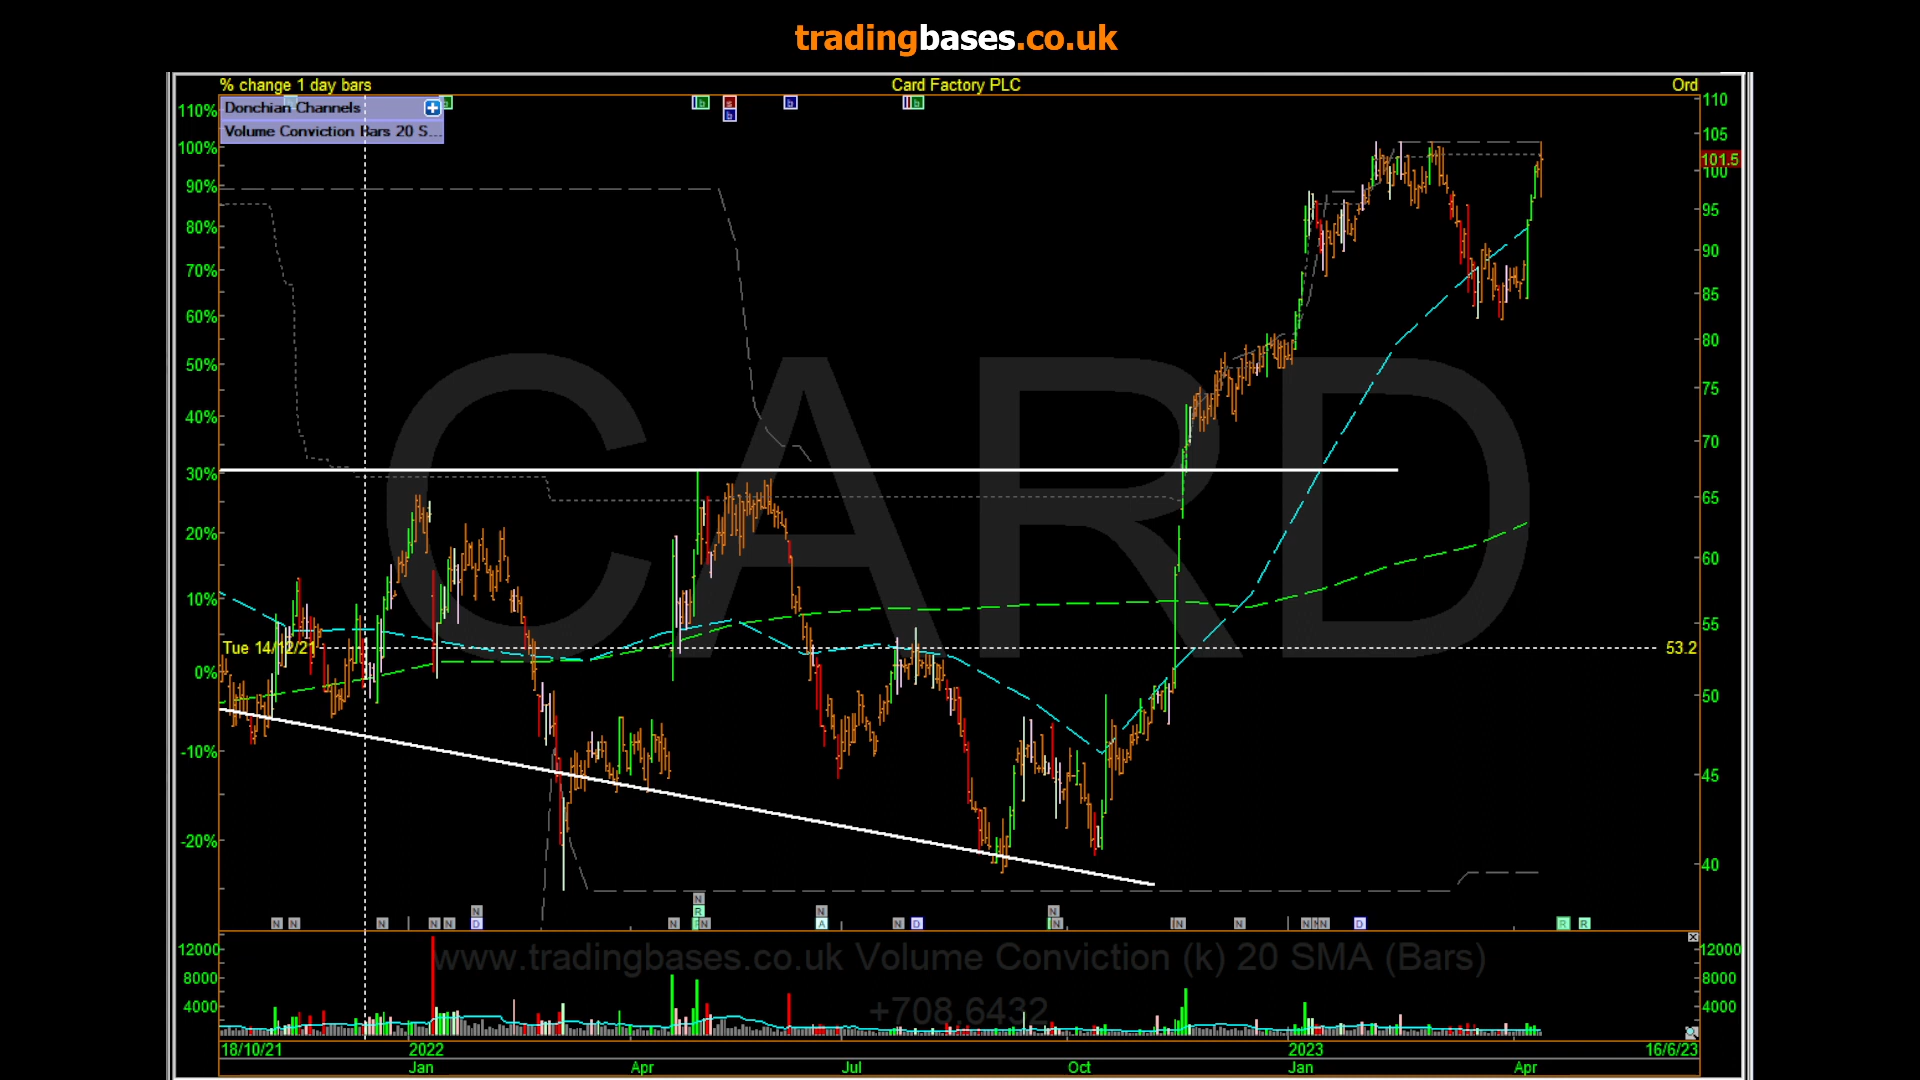 tradingbases.co.uk
% change 1 day bars Card Factory PLC Ord
Donchian Channels
Volume Conviction Bars 20 S...
110% 110
100% 105
101.5
100
90% 95
80% 90
70% 85
60% 80
50% 75
40% 70
30% 65
20% 60
10% 55
Tue 14/12/21 53.2
0% 50
-10% 45
-20% 40
CARD
12000 www.tradingbases.co.uk Volume Conviction (k) 20 SMA (Bars) 12000
8000 8000
4000 +708.6432 4000
18/10/21 2022 2023 16/6/23
Jan Apr Jul Oct Jan Apr